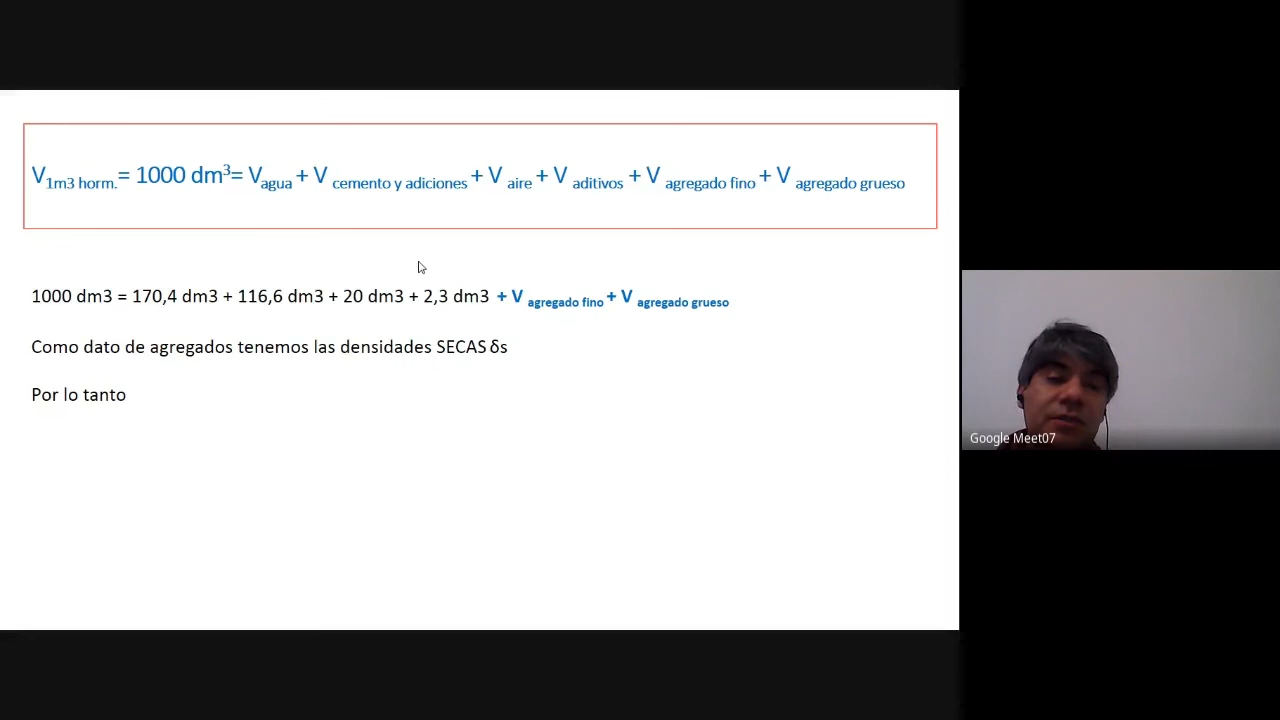 V1m3 horm.= 1000 dm3= Vagua + V cemento y adiciones + V aire + V aditivos + V agregado fino + V agregado grueso
1000 dm3 = 170,4 dm3 + 116,6 dm3 + 20 dm3 + 2,3 dm3 + V agregado fino + V agregado grueso
Como dato de agregados tenemos las densidades SECAS δs
Por lo tanto
Google Meet07